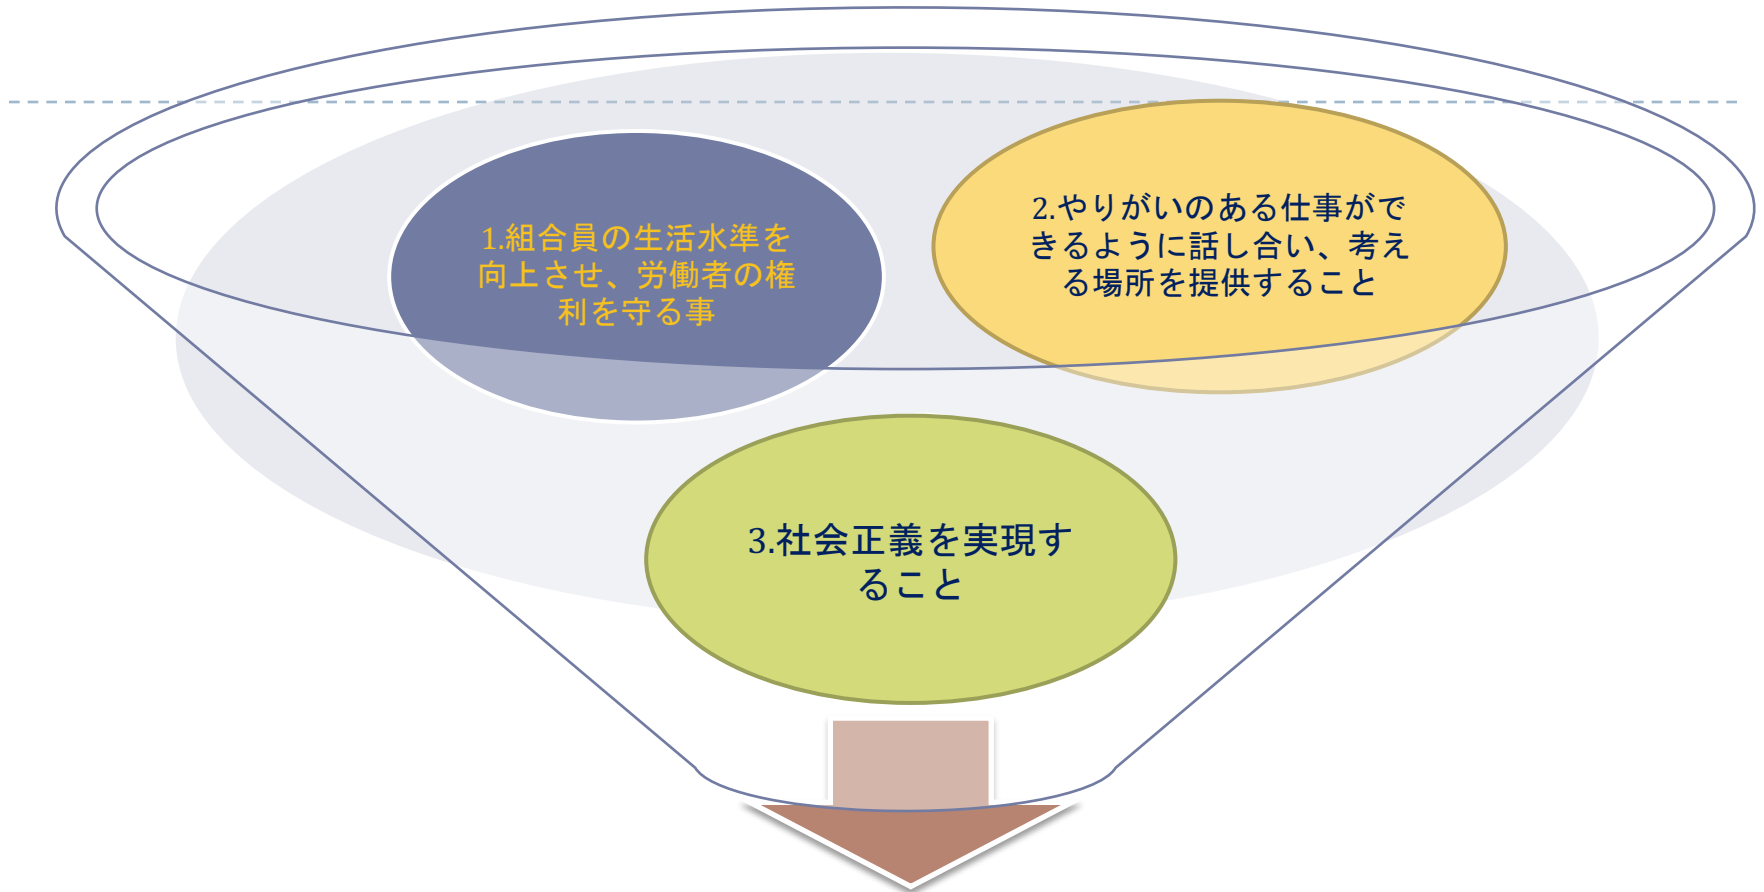 1.組合員の生活水準を
向上させ、労働者の権
利を守る事
2.やりがいのある仕事がで
きるように話し合い、考え
る場所を提供すること
3.社会正義を実現す
ること